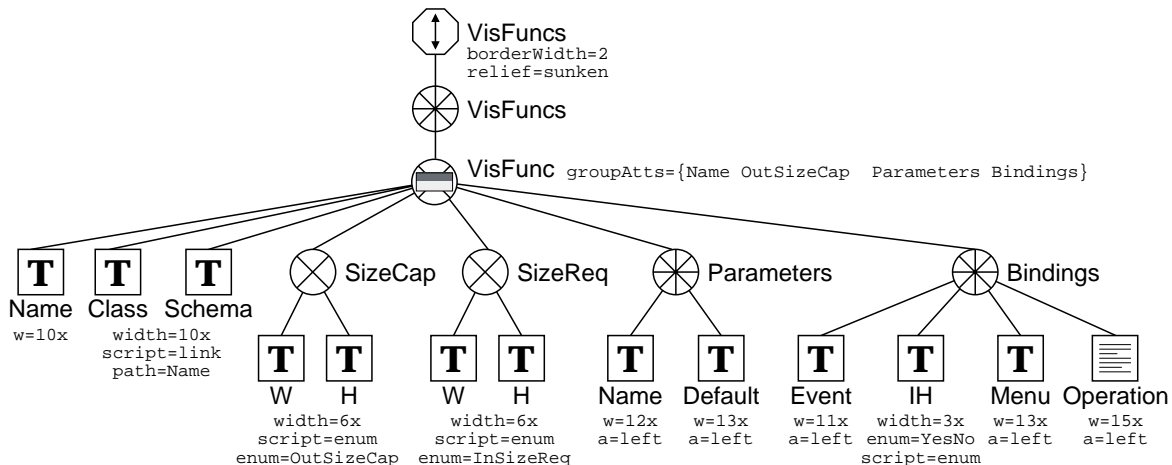 VisFuncs
borderWidth=2
relief=sunken
VisFuncs
VisFunc groupAtts={Name OutSizeCap  Parameters Bindings}
T T T SizeCap SizeReq Parameters Bindings
Name Class Schema
w=10x width=10x
script=link
path=Name
T T T T T T T T T
W H W H Name Default Event IH Menu Operation
width=6x width=6x w=12x w=13x w=11x width=3x w=13x w=15x
script=enum script=enum a=left a=left a=left enum=YesNo a=left a=left
enum=OutSizeCap enum=InSizeReq script=enum